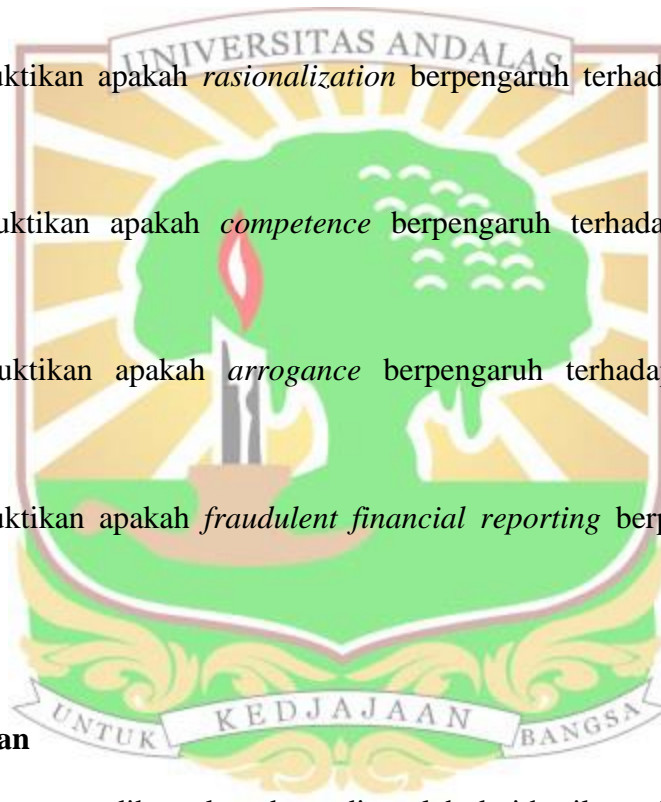 UNIVERSITAS ANDALAS
uktikan apakah rasionalization berpengaruh terhad
uktikan apakah competence berpengaruh terhada
uktikan apakah arrogance berpengaruh terhadap
uktikan apakah fraudulent financial reporting berp
UNTUK KEDJAJAAN BANGSA
an